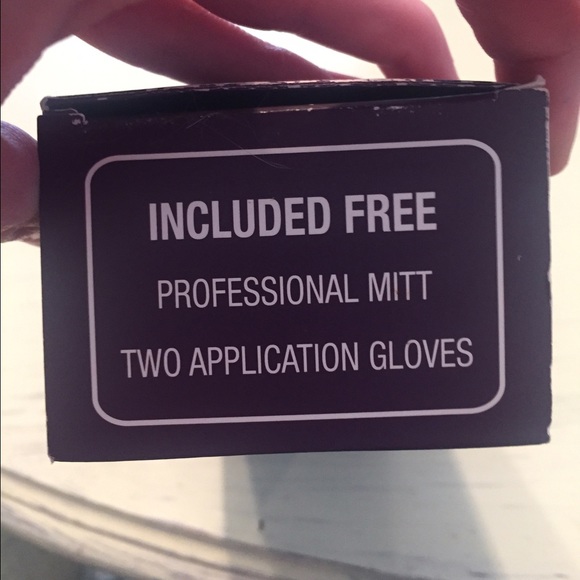 INCLUDED FREE
PROFESSIONAL MITT
TWO APPLICATION GLOVES